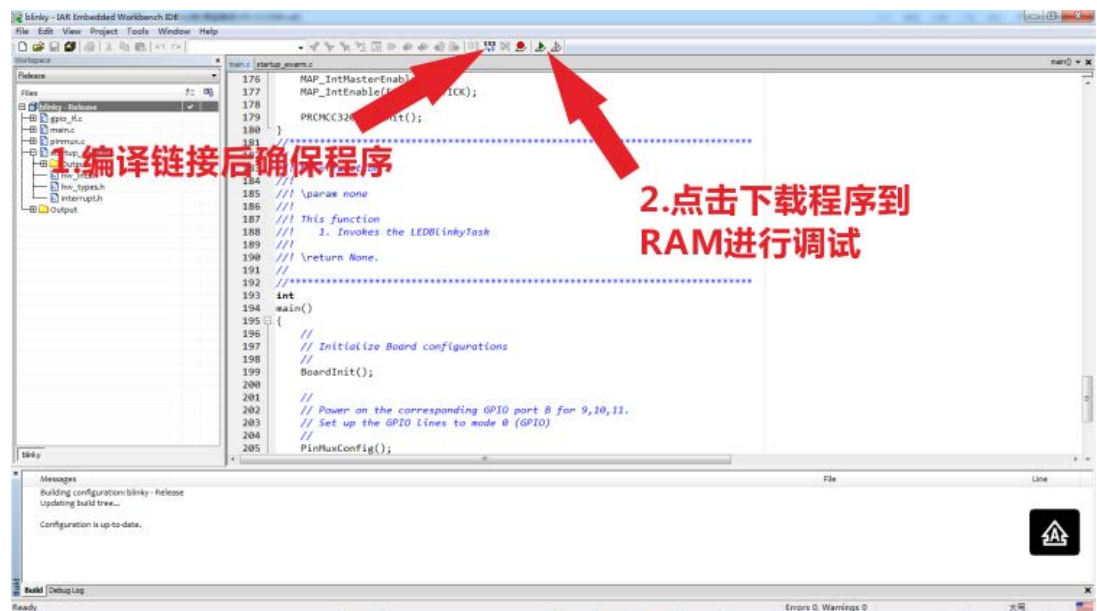 blinky - IAR Embedded Workbench IDE
File Edit View Project Tools Window Help
Workspace
main.c startup_ewarm.c
main()
Release
Files
blinky - Release
gpio_if.c
main.c
pinmux.c
hw_types.h
interrupt.h
Output
blinky
176 MAP_IntMasterEnabl
177 MAP_IntEnable(F TICK);
178
179 PRCMCC32 it();
180 }
181 //*****************************************************************************
1.编译链接后确保程序
184 //!
185 //! \param none
186 //!
187 //! This function
188 //! 1. Invokes the LEDBlinkyTask
189 //!
190 //! \return None.
191 //
192 //*****************************************************************************
193 int
194 main()
195 {
196 //
197 // Initialize Board configurations
198 //
199 BoardInit();
200
201 //
202 // Power on the corresponding GPIO port B for 9,10,11.
203 // Set up the GPIO lines to mode 0 (GPIO)
204 //
205 PinMuxConfig();
2.点击下载程序到
RAM进行调试
Messages File Line
Building configuration: blinky - Release
Updating build tree...
Configuration is up-to-date.
Build
Build Debug Log
Ready Errors 0, Warnings 0 大写